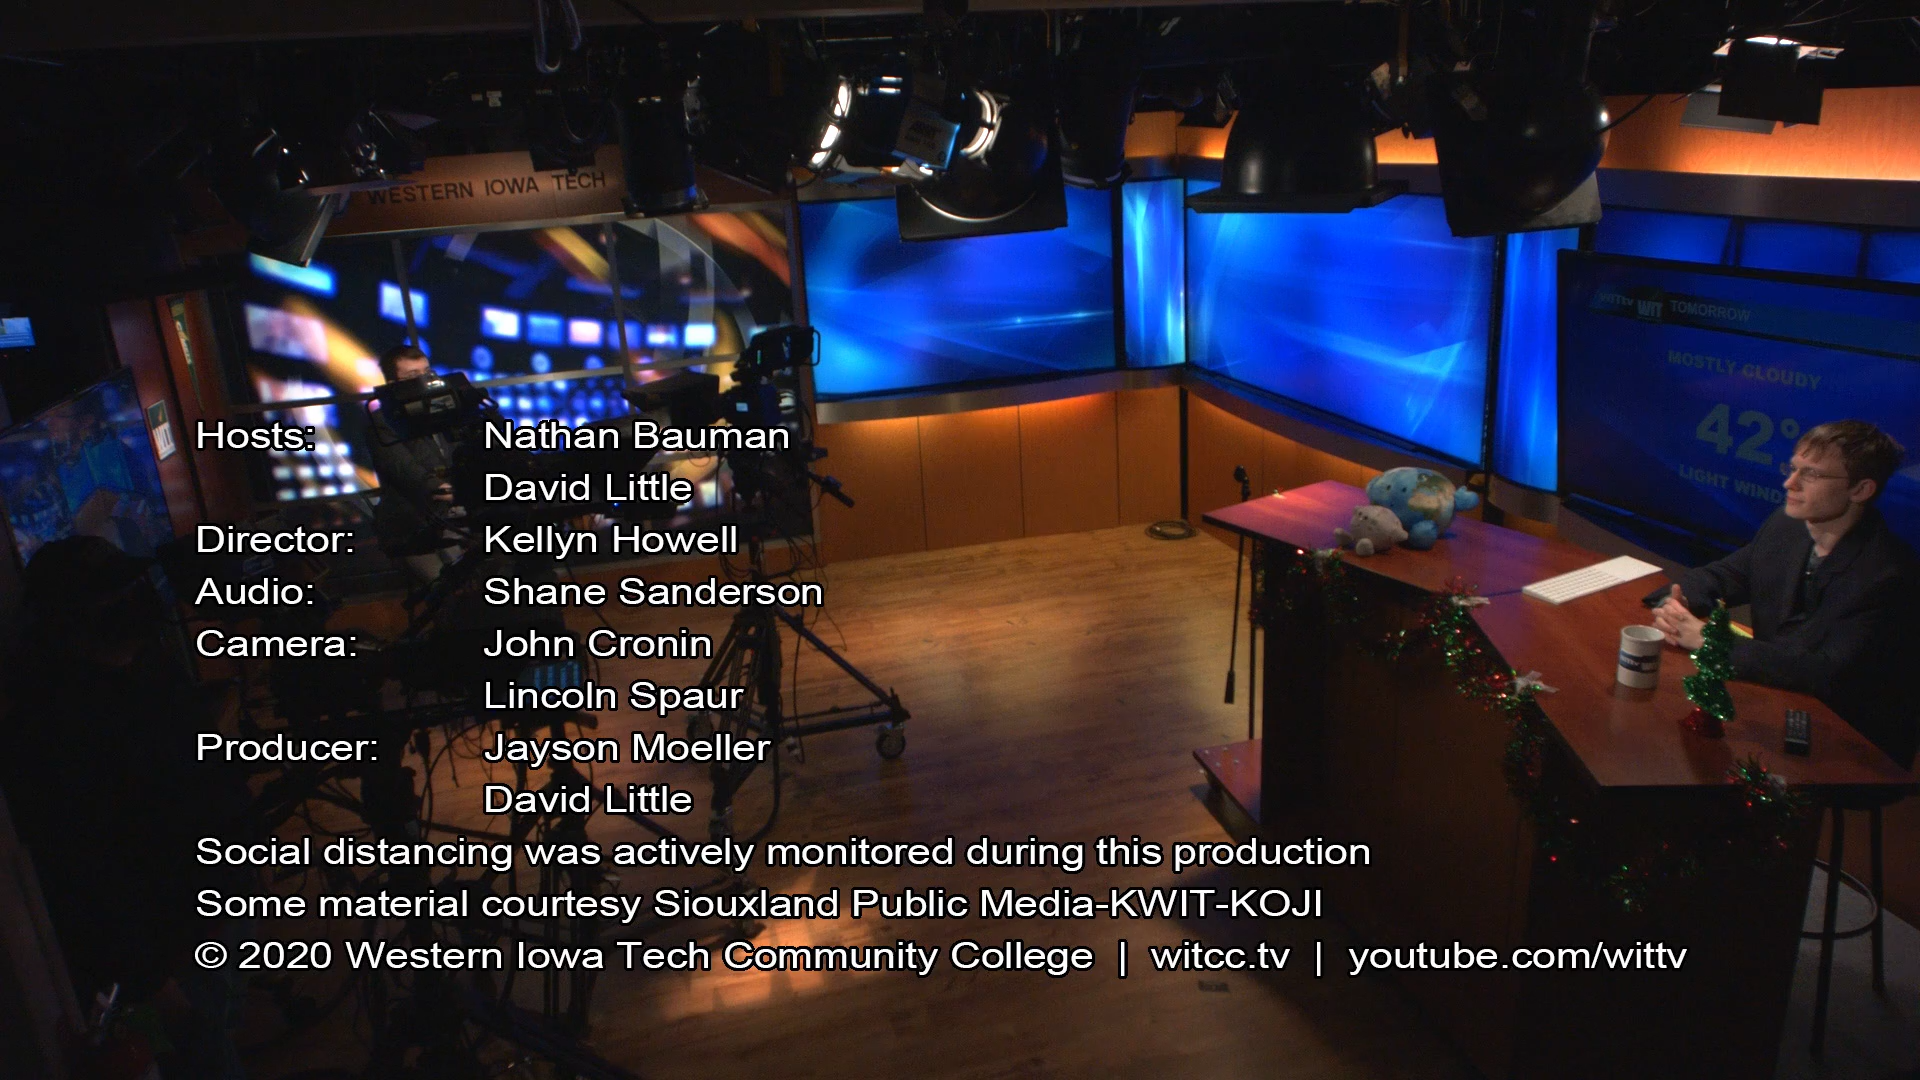 WESTERN IOWA TECH
WIT TOMORROW
MOSTLY CLOUDY
42°
LIGHT WIND
Hosts: Nathan Bauman
David Little
Director: Kellyn Howell
Audio: Shane Sanderson
Camera: John Cronin
Lincoln Spaur
Producer: Jayson Moeller
David Little
Social distancing was actively monitored during this production
Some material courtesy Siouxland Public Media-KWIT-KOJI
© 2020 Western Iowa Tech Community College | witcc.tv | youtube.com/wittv